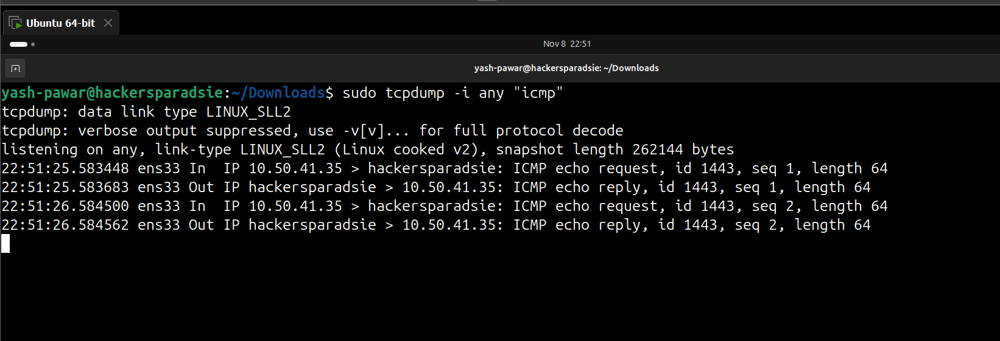 Ubuntu 64-bit
Nov 8 22:51
yash-pawar@hackersparadsie: ~/Downloads
yash-pawar@hackersparadsie:~/Downloads$ sudo tcpdump -i any "icmp"
tcpdump: data link type LINUX_SLL2
tcpdump: verbose output suppressed, use -v[v]... for full protocol decode
listening on any, link-type LINUX_SLL2 (Linux cooked v2), snapshot length 262144 bytes
22:51:25.583448 ens33 In  IP 10.50.41.35 > hackersparadsie: ICMP echo request, id 1443, seq 1, length 64
22:51:25.583683 ens33 Out IP hackersparadsie > 10.50.41.35: ICMP echo reply, id 1443, seq 1, length 64
22:51:26.584500 ens33 In  IP 10.50.41.35 > hackersparadsie: ICMP echo request, id 1443, seq 2, length 64
22:51:26.584562 ens33 Out IP hackersparadsie > 10.50.41.35: ICMP echo reply, id 1443, seq 2, length 64